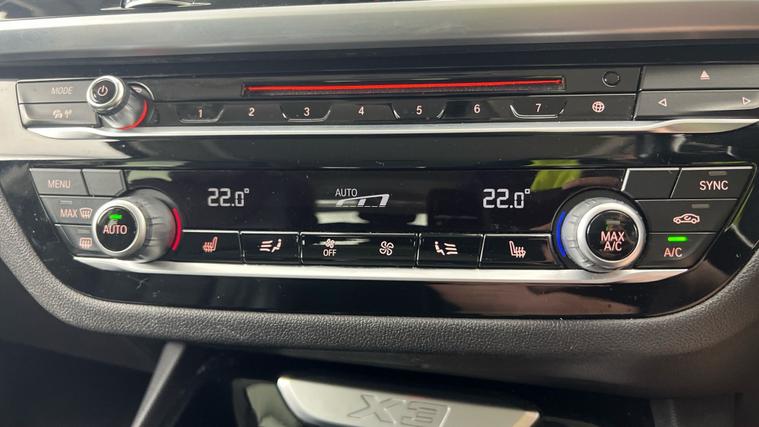 MODE
1 2 3 4 5 6 7
MENU 22.0° AUTO 22.0° SYNC
MAX
AUTO OFF MAX A/C A/C
X3